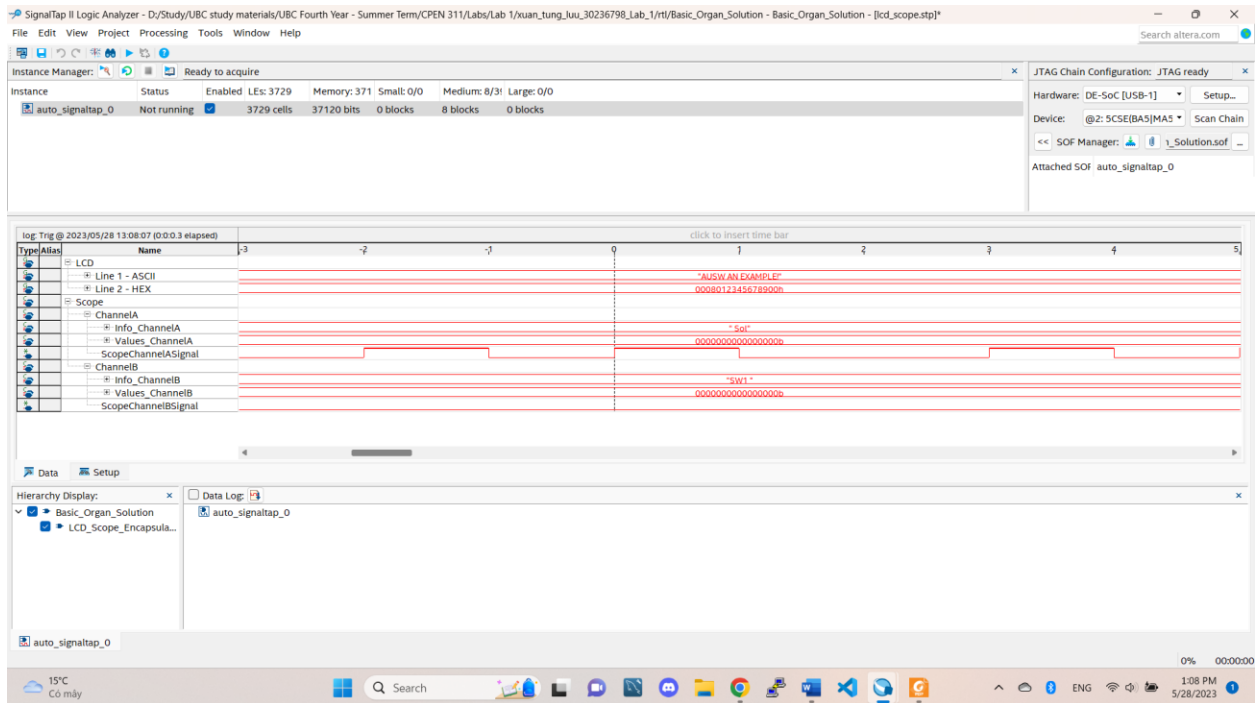 SignalTap II Logic Analyzer - D:/Study/UBC study materials/UBC Fourth Year - Summer Term/CPEN 311/Labs/Lab 1/xuan_tung_luu_30236798_Lab_1/rtl/Basic_Organ_Solution - Basic_Organ_Solution - [lcd_scope.stp]*
File Edit View Project Processing Tools Window Help
Search altera.com
Instance Manager: Ready to acquire
JTAG Chain Configuration: JTAG ready
Instance Status Enabled LEs: 3729 Memory: 371 Small: 0/0 Medium: 8/3 Large: 0/0
auto_signaltap_0 Not running 3729 cells 37120 bits 0 blocks 8 blocks 0 blocks
Hardware: DE-SoC [USB-1] Setup...
Device: @2: 5CSE(BA5|MA5 Scan Chain
<< SOF Manager: _Solution.sof ...
Attached SOF auto_signaltap_0
log: Trig @ 2023/05/28 13:08:07 (0:0:0.3 elapsed) click to insert time bar
Type Alias Name -3 -2 -1 0 1 2 3 4 5
LCD
Line 1 - ASCII "AUSW AN EXAMPLE!"
Line 2 - HEX 0008012345678900h
Scope
ChannelA
Info_ChannelA " Sol"
Values_ChannelA 0000000000000000b
ScopeChannelASignal
ChannelB
Info_ChannelB "SW1 "
Values_ChannelB 0000000000000000b
ScopeChannelBSignal
Data Setup
Hierarchy Display: Data Log:
Basic_Organ_Solution auto_signaltap_0
LCD_Scope_Encapsula...
auto_signaltap_0
0% 00:00:00
15°C
Có mây
Search
ENG
1:08 PM
5/28/2023
1